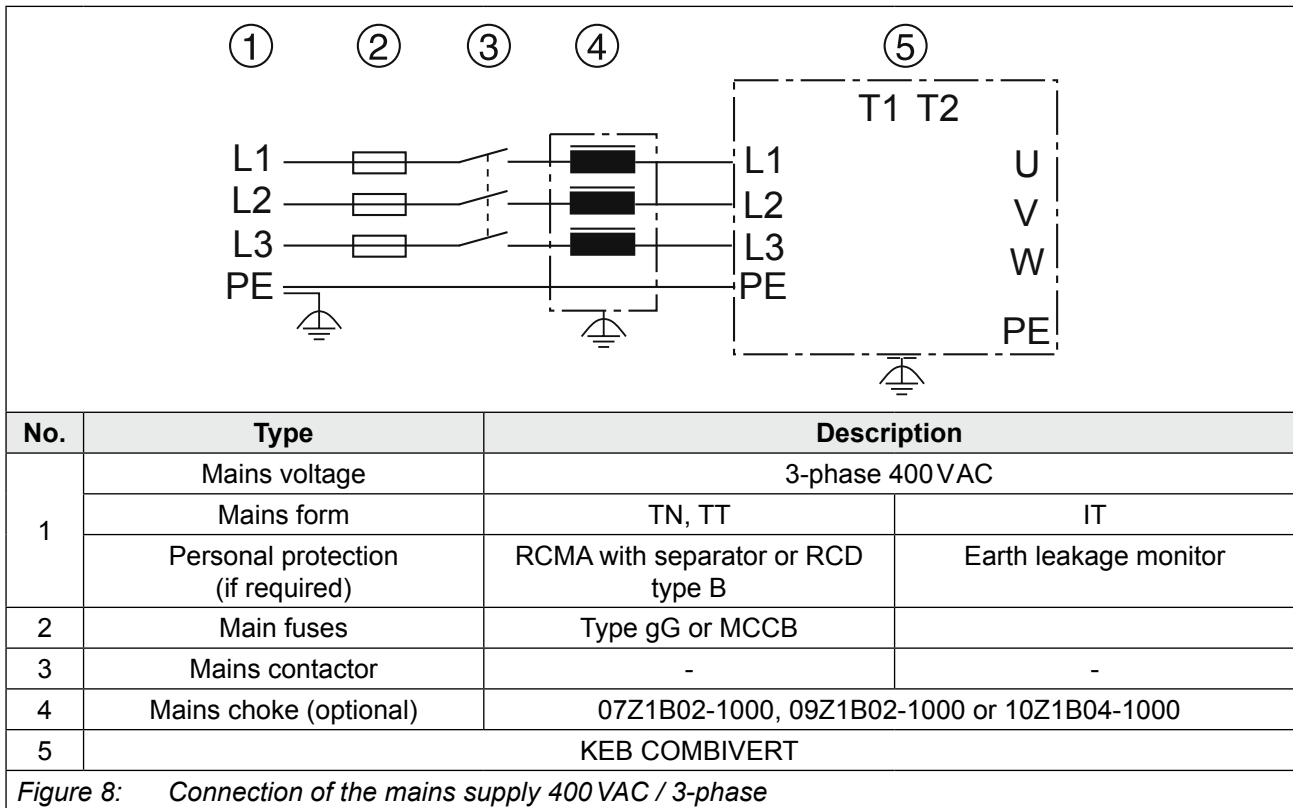 ① ② ③ ④ ⑤
T1 T2
L1 L1 U
L2 L2 V
L3 L3 W
PE PE
PE
No. Type Description
1 Mains voltage 3-phase 400 VAC
Mains form TN, TT IT
Personal protection (if required) RCMA with separator or RCD type B Earth leakage monitor
2 Main fuses Type gG or MCCB
3 Mains contactor - -
4 Mains choke (optional) 07Z1B02-1000, 09Z1B02-1000 or 10Z1B04-1000
5 KEB COMBIVERT
Figure 8: Connection of the mains supply 400 VAC / 3-phase